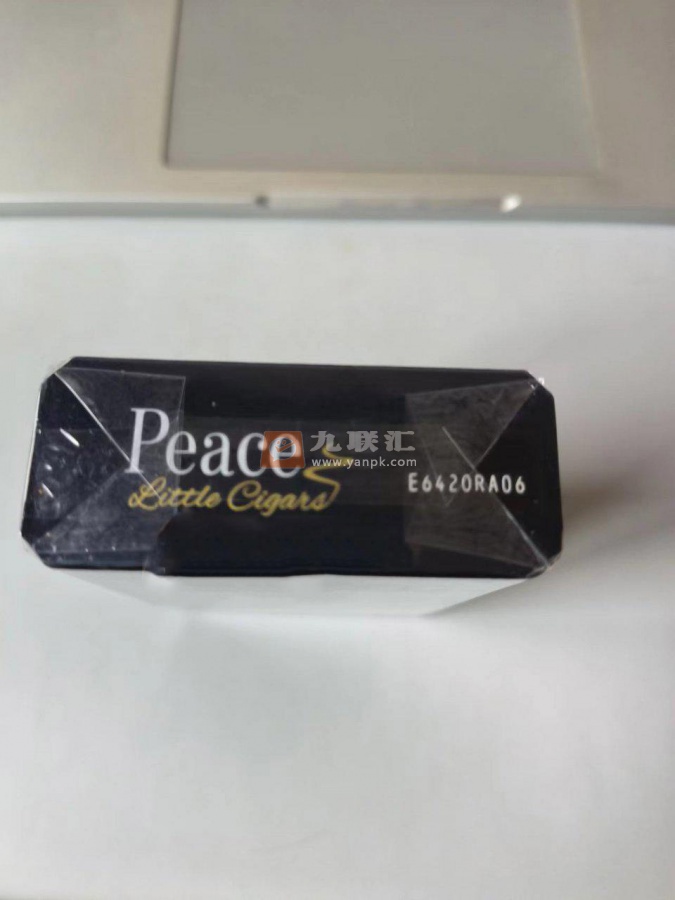 Peace
Little Cigars
九联汇
www.yanpk.com
E6420RA06